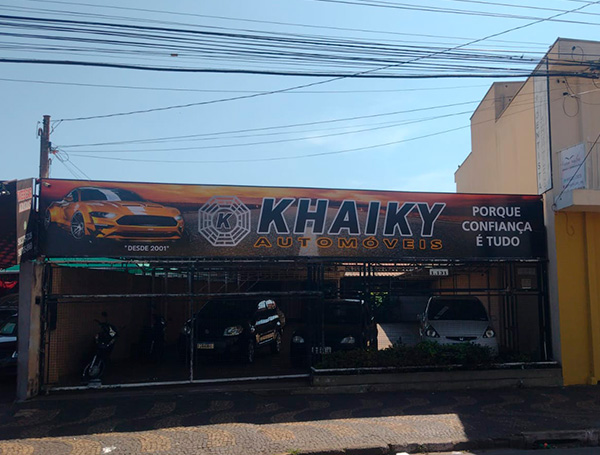 K
KHAIKY
AUTOMÓVEIS
"DESDE 2001"
PORQUE
CONFIANÇA
É TUDO